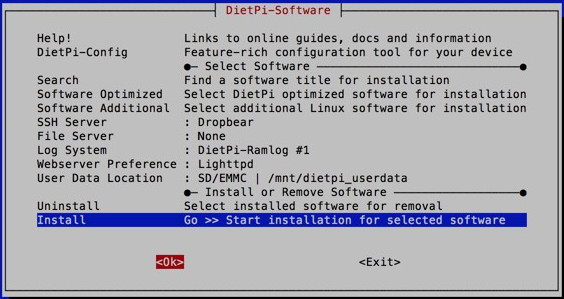 DietPi-Software
Help! Links to online guides, docs and information
DietPi-Config Feature-rich configuration tool for your device
Select Software
Search Find a software title for installation
Software Optimized Select DietPi optimized software for installation
Software Additional Select additional Linux software for installation
SSH Server : Dropbear
File Server : None
Log System : DietPi-Ramlog #1
Webserver Preference : Lighttpd
User Data Location : SD/EMMC | /mnt/dietpi_userdata
Install or Remove Software
Uninstall Select installed software for removal
Install Go >> Start installation for selected software
<Ok> <Exit>